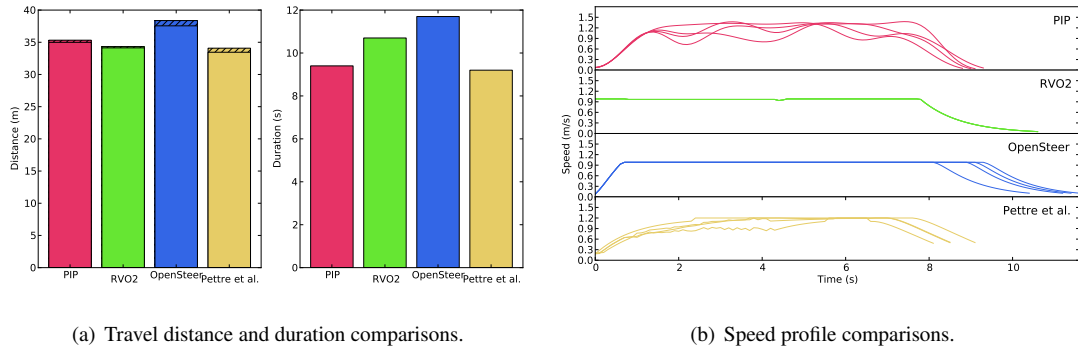 40
35
30
25
20
15
10
5
0
Distance (m)
PIP
RVO2
OpenSteer
Pettre et al.
12
10
8
6
4
2
0
Duration (s)
PIP
RVO2
OpenSteer
Pettre et al.
(a) Travel distance and duration comparisons.
Speed (m/s)
1.5
1.2
0.9
0.6
0.3
0.0
PIP
1.5
1.2
0.9
0.6
0.3
0.0
RVO2
1.5
1.2
0.9
0.6
0.3
0.0
OpenSteer
1.5
1.2
0.9
0.6
0.3
0.0
Pettre et al.
0
2
4
6
8
10
Time (s)
(b) Speed profile comparisons.